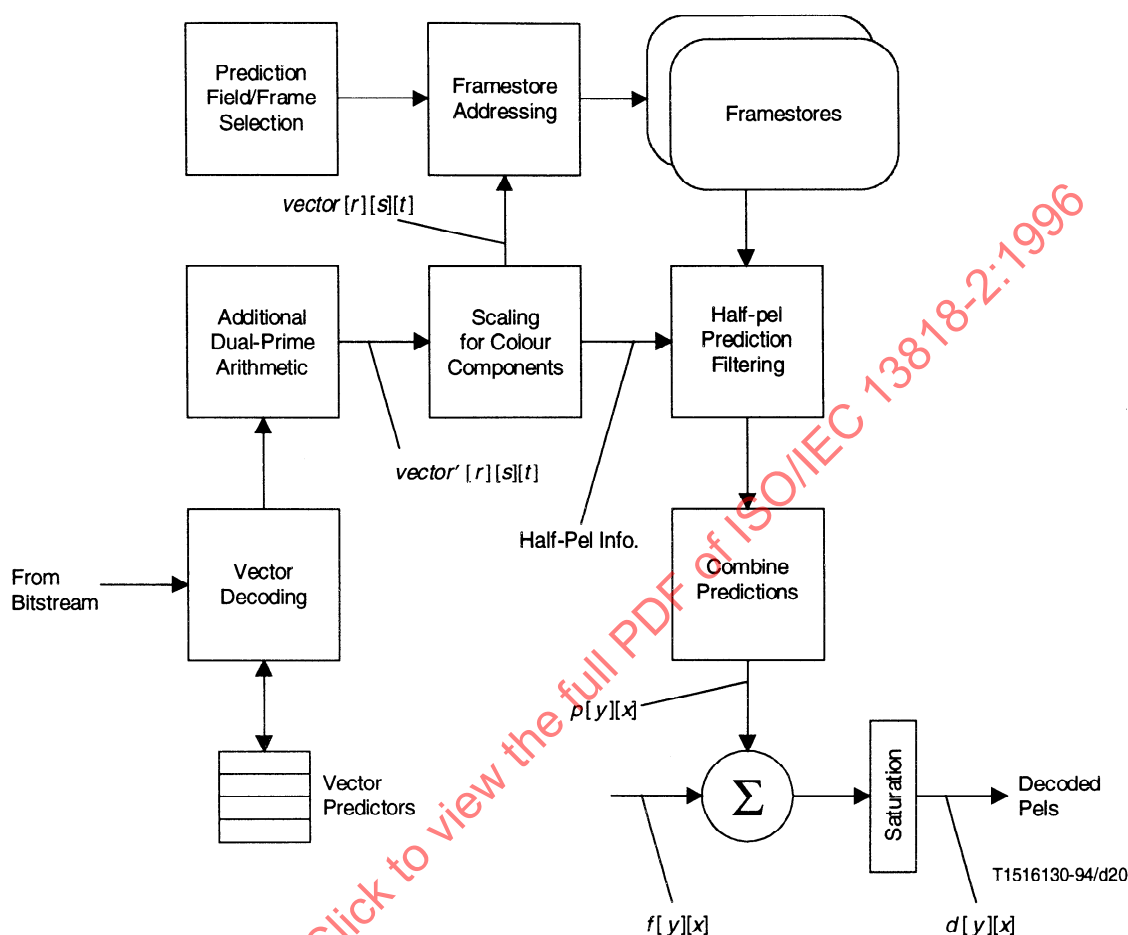 Prediction
Field/Frame
Selection
Framestore
Addressing
Framestores
vector [r][s][t]
Additional
Dual-Prime
Arithmetic
Scaling
for Colour
Components
Half-pel
Prediction
Filtering
vector′ [r][s][t]
Half-Pel Info.
From
Bitstream
Vector
Decoding
Combine
Predictions
p[y][x]
Vector
Predictors
Σ
Saturation
Decoded
Pels
T1516130-94/d20
f[y][x]
d[y][x]
Click to view the full PDF of ISO/IEC 13818-2:1996